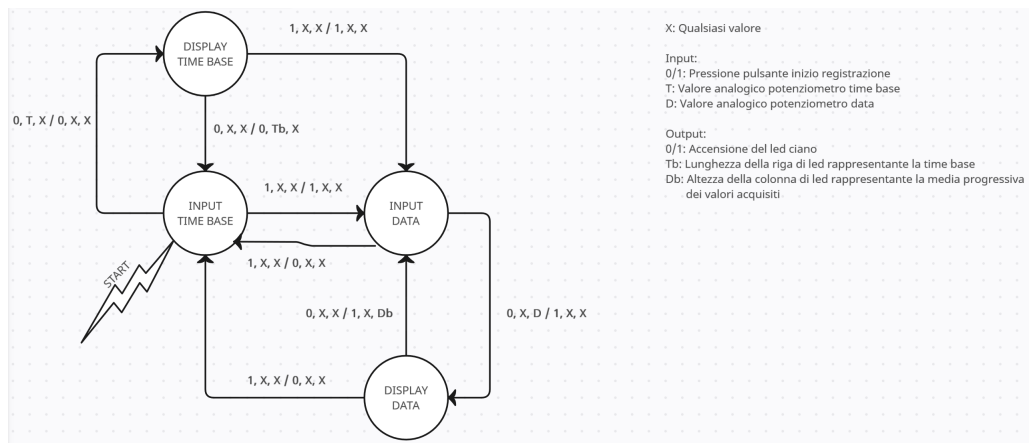 DISPLAY
TIME BASE
1, X, X / 1, X, X
0, T, X / 0, X, X
0, X, X / 0, Tb, X
INPUT
TIME BASE
1, X, X / 1, X, X
INPUT
DATA
1, X, X / 0, X, X
START
0, X, X / 1, X, Db
0, X, D / 1, X, X
1, X, X / 0, X, X
DISPLAY
DATA
X: Qualsiasi valore
Input:
0/1: Pressione pulsante inizio registrazione
T: Valore analogico potenziometro time base
D: Valore analogico potenziometro data
Output:
0/1: Accensione del led ciano
Tb: Lunghezza della riga di led rappresentante la time base
Db: Altezza della colonna di led rappresentante la media progressiva
dei valori acquisiti